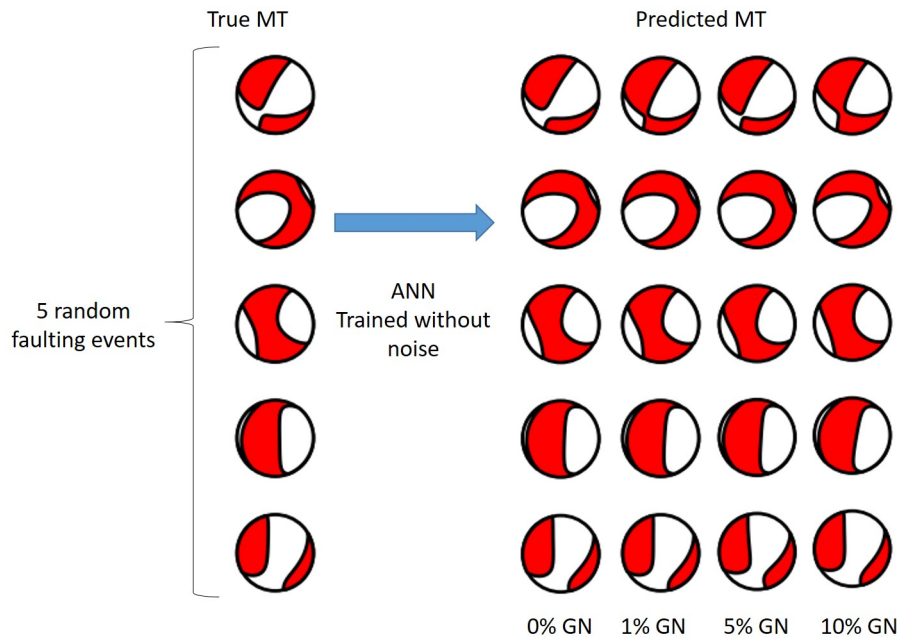 True MT
Predicted MT
5 random
faulting events
ANN
Trained without
noise
0% GN
1% GN
5% GN
10% GN